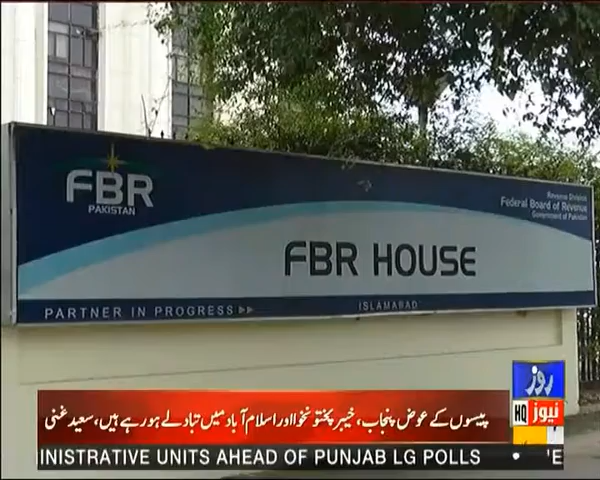 FBR
PAKISTAN
Revenue Division
Federal Board of Revenue
Government of Pakistan
FBR HOUSE
PARTNER IN PROGRESS
ISLAMABAD
روز
HQ نیوز
پیسوں کے عوض پنجاب، خیبر پختونخوا اور اسلام آباد میں تبادلے ہو رہے ہیں، سعید غنی
INISTRATIVE UNITS AHEAD OF PUNJAB LG POLLS • 'E